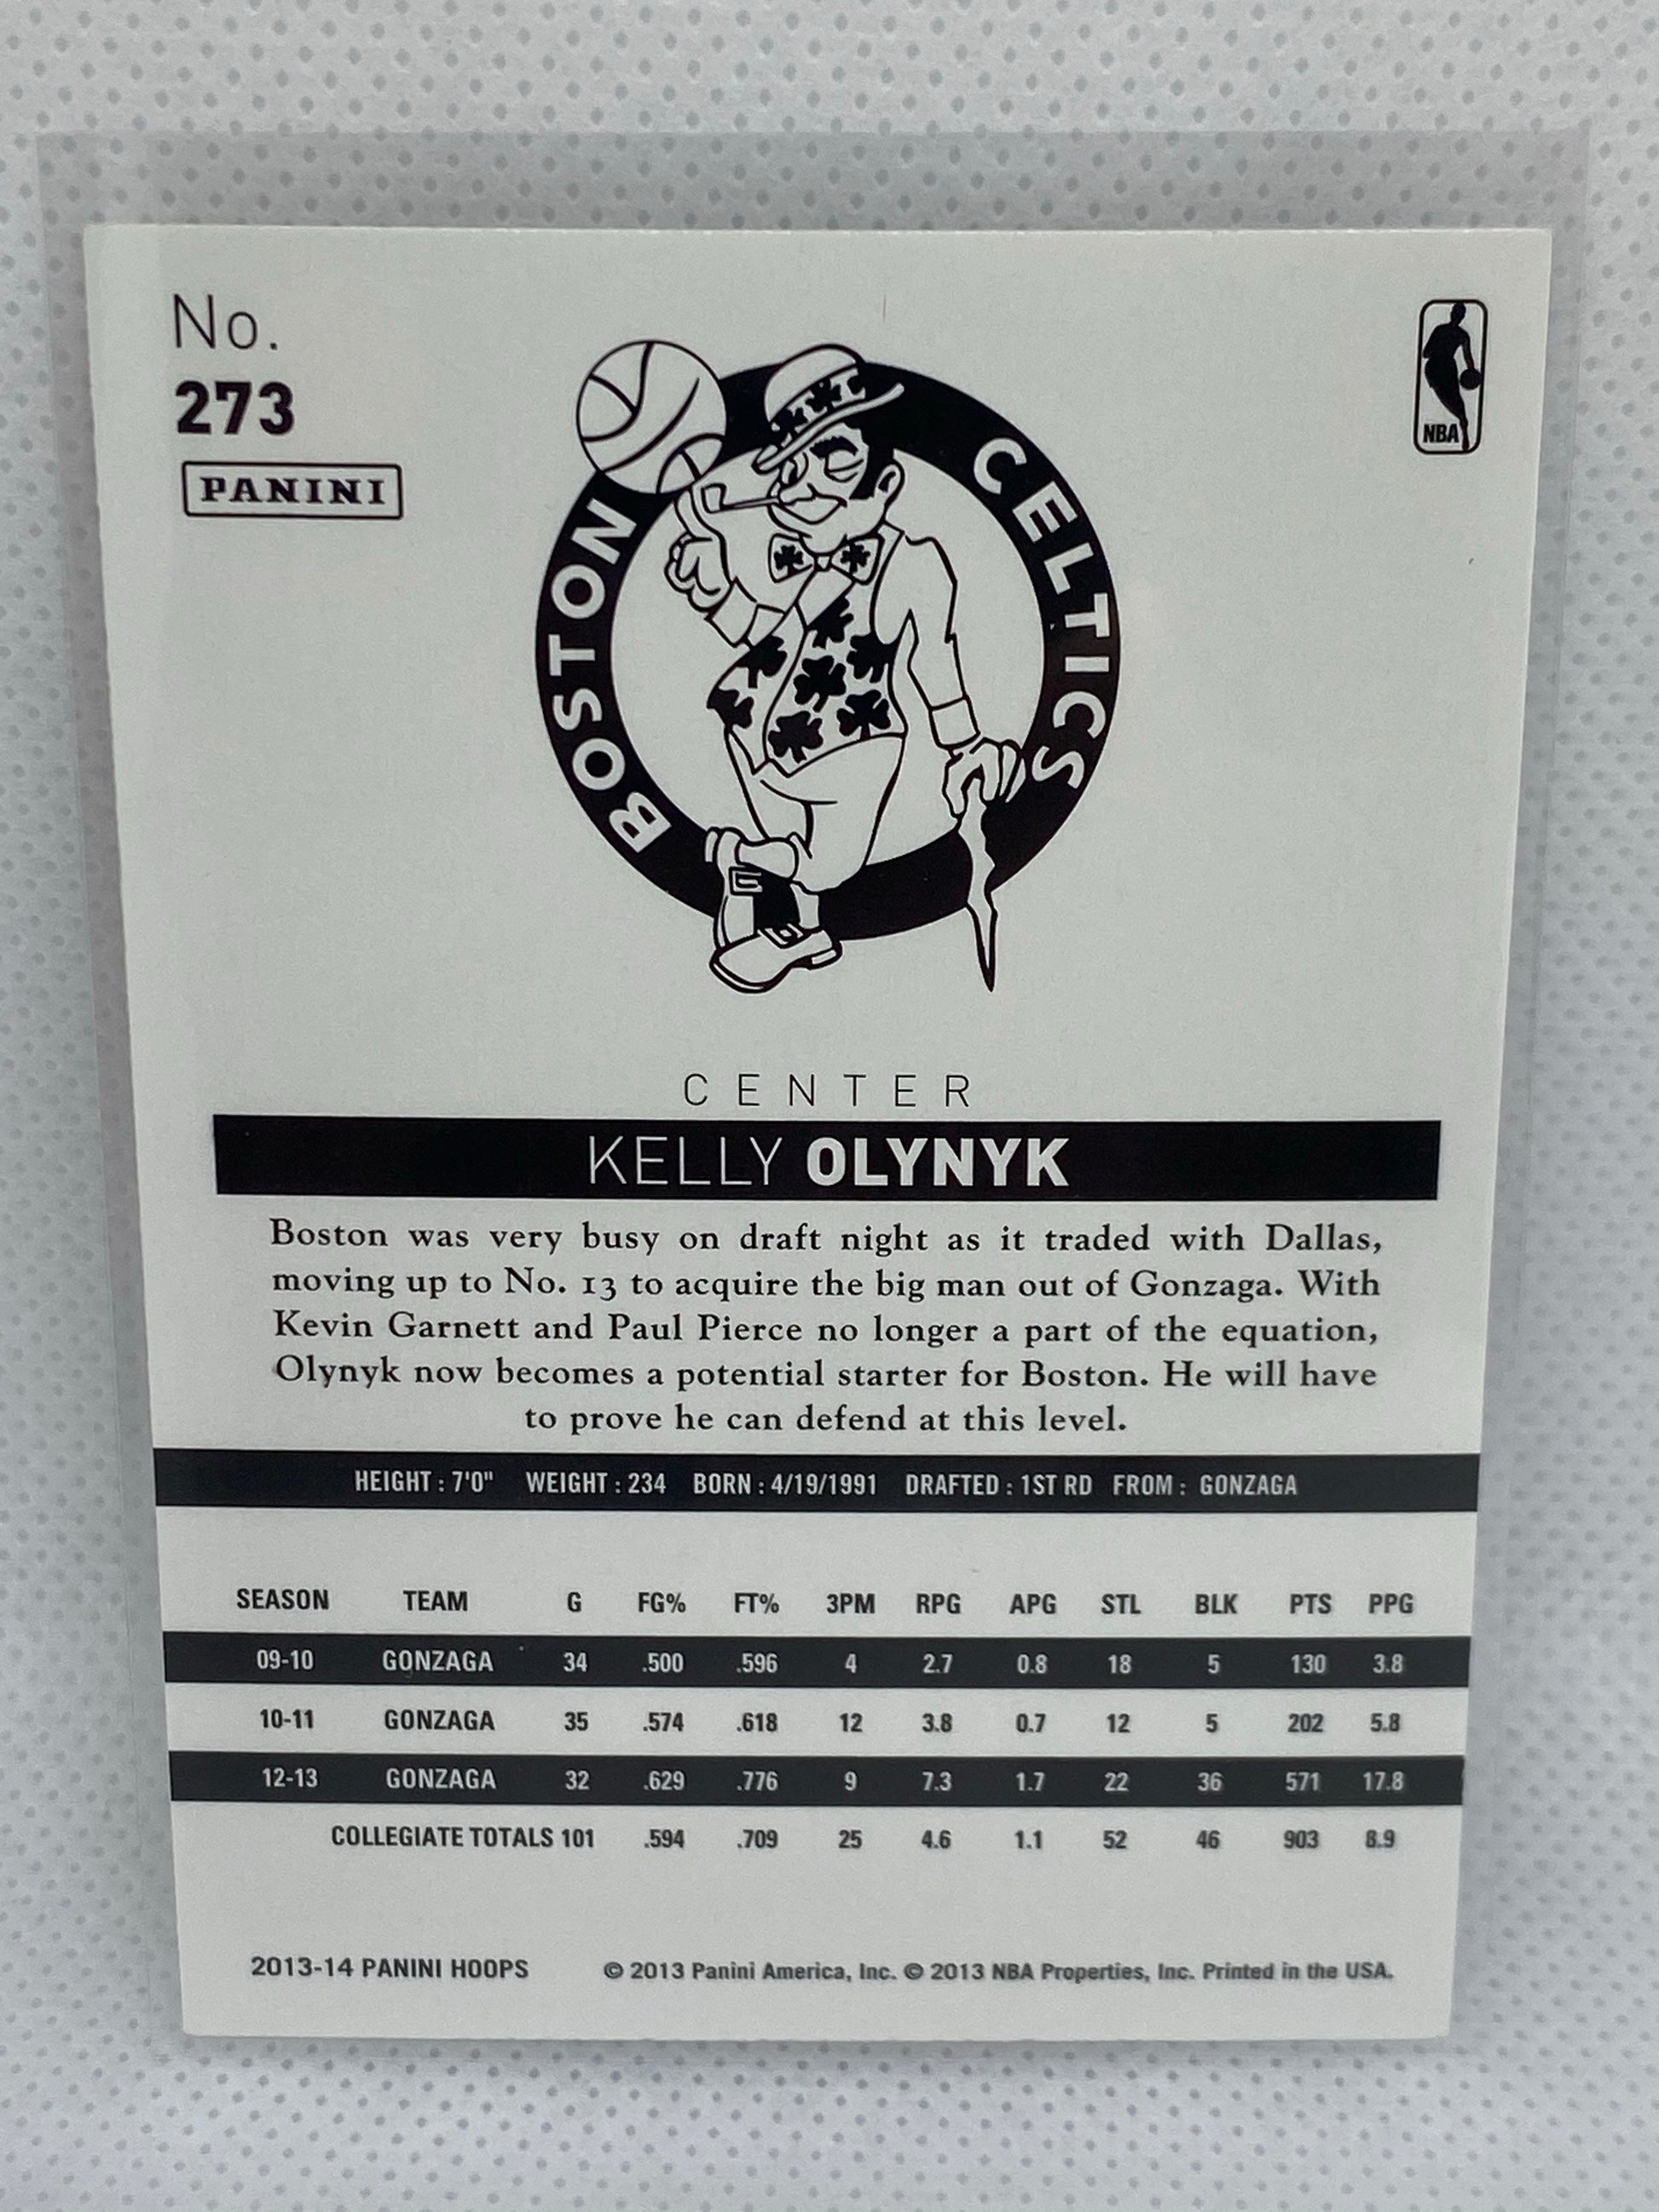 No.
273
PANINI
NBA
BOSTON CELTICS
CENTER
KELLY OLYNYK
Boston was very busy on draft night as it traded with Dallas,
moving up to No. 13 to acquire the big man out of Gonzaga. With
Kevin Garnett and Paul Pierce no longer a part of the equation,
Olynyk now becomes a potential starter for Boston. He will have
to prove he can defend at this level.
HEIGHT : 7'0" WEIGHT : 234 BORN : 4/19/1991 DRAFTED : 1ST RD FROM : GONZAGA
SEASON TEAM G FG% FT% 3PM RPG APG STL BLK PTS PPG
09-10 GONZAGA 34 .500 .596 4 2.7 0.8 18 5 130 3.8
10-11 GONZAGA 35 .574 .618 12 3.8 0.7 12 5 202 5.8
12-13 GONZAGA 32 .629 .776 9 7.3 1.7 22 36 571 17.8
COLLEGIATE TOTALS 101 .594 .709 25 4.6 1.1 52 46 903 8.9
2013-14 PANINI HOOPS © 2013 Panini America, Inc. © 2013 NBA Properties, Inc. Printed in the USA.